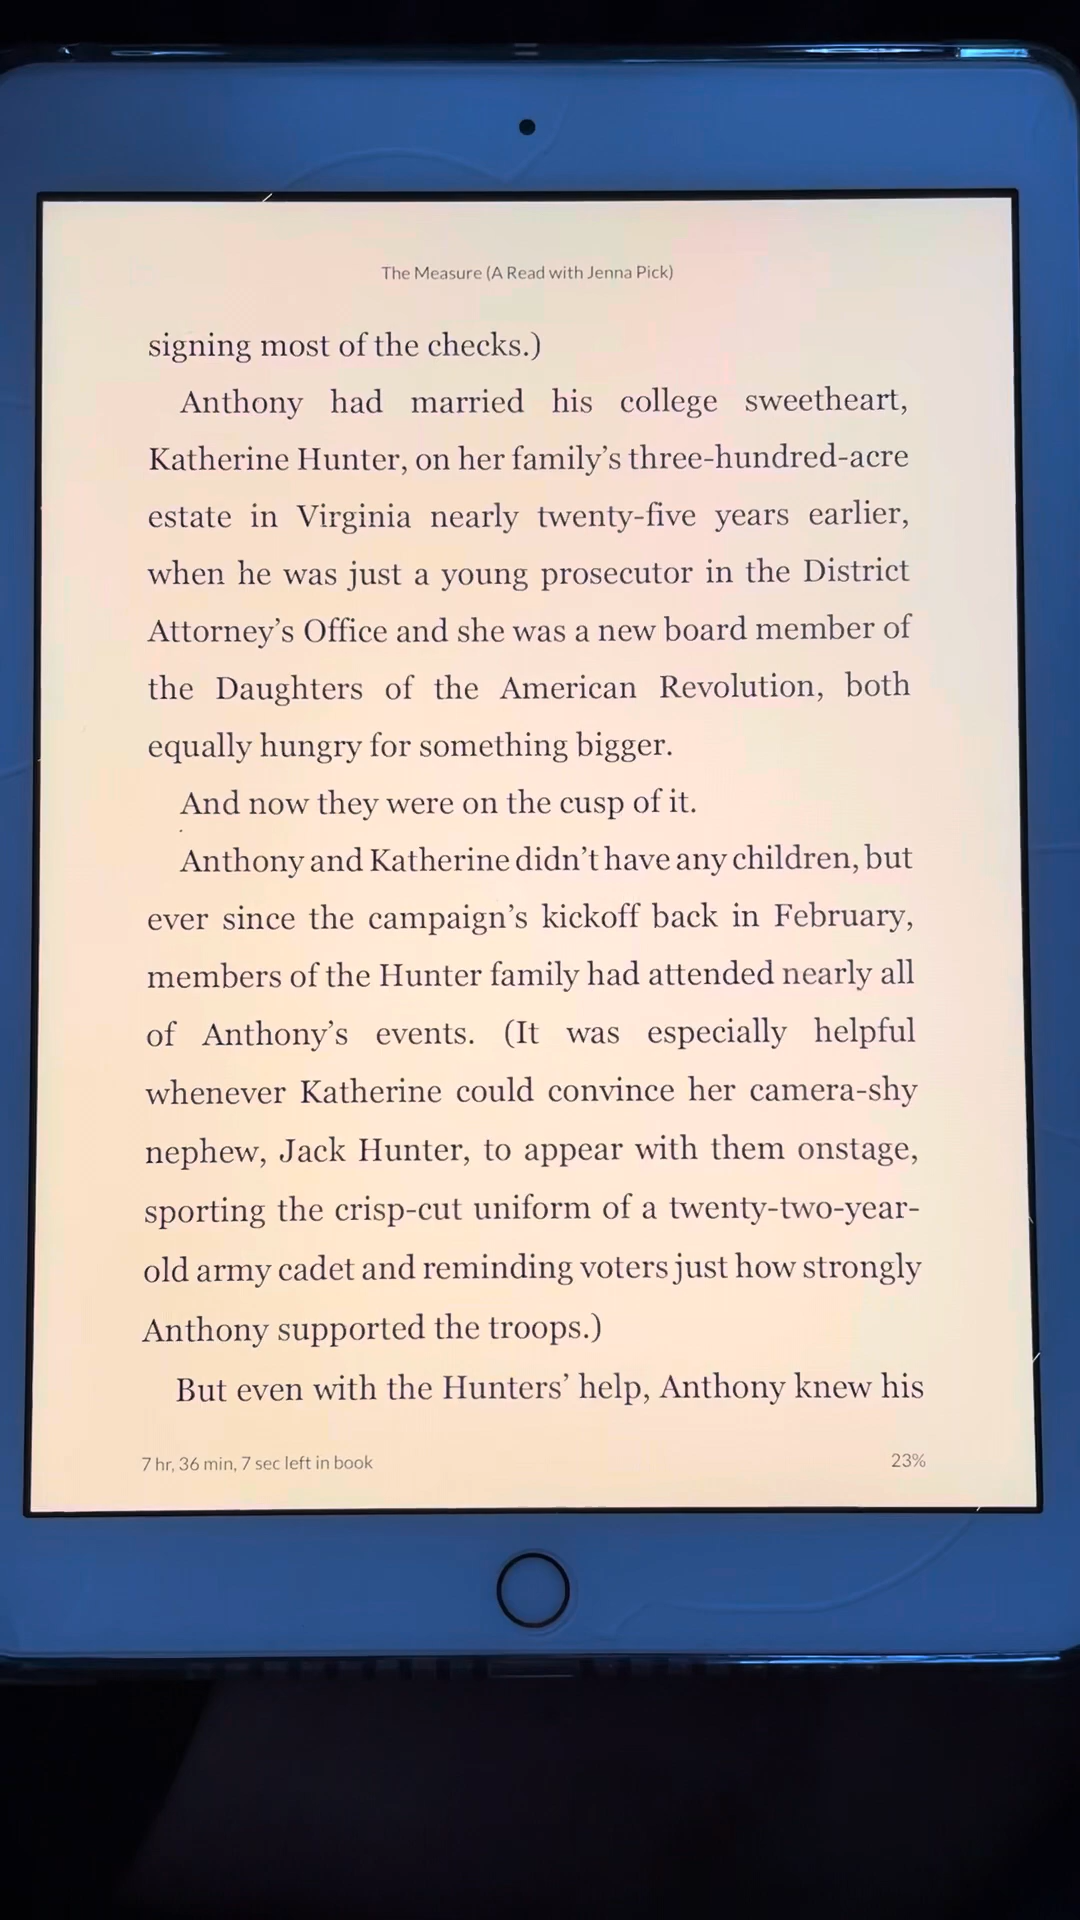 The Measure (A Read with Jenna Pick)
signing most of the checks.)
Anthony had married his college sweetheart,
Katherine Hunter, on her family’s three-hundred-acre
estate in Virginia nearly twenty-five years earlier,
when he was just a young prosecutor in the District
Attorney’s Office and she was a new board member of
the Daughters of the American Revolution, both
equally hungry for something bigger.
And now they were on the cusp of it.
Anthony and Katherine didn’t have any children, but
ever since the campaign’s kickoff back in February,
members of the Hunter family had attended nearly all
of Anthony’s events. (It was especially helpful
whenever Katherine could convince her camera-shy
nephew, Jack Hunter, to appear with them onstage,
sporting the crisp-cut uniform of a twenty-two-year-
old army cadet and reminding voters just how strongly
Anthony supported the troops.)
But even with the Hunters’ help, Anthony knew his
7 hr, 36 min, 7 sec left in book
23%